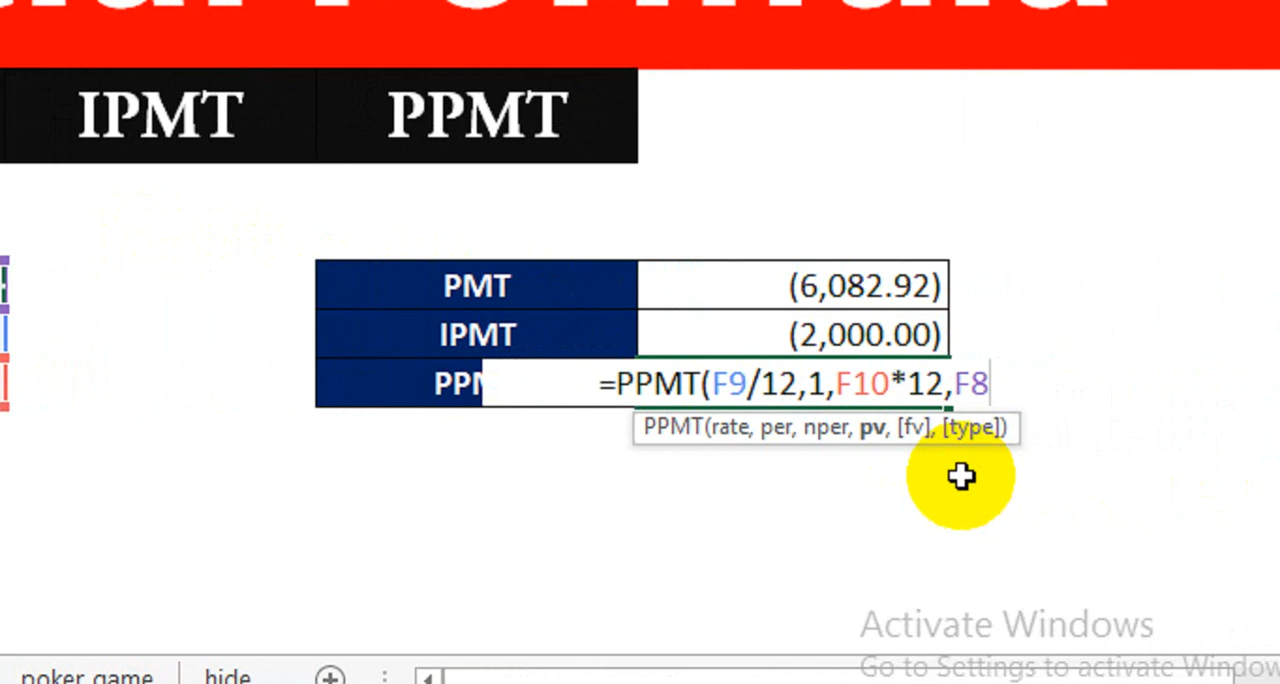 IPMT PPMT
PMT (6,082.92)
IPMT (2,000.00)
=PPMT(F9/12,1,F10*12,F8
PPMT(rate, per, nper, pv, [fv], [type])
Activate Windows
Go to Settings to activate Window
poker game hide